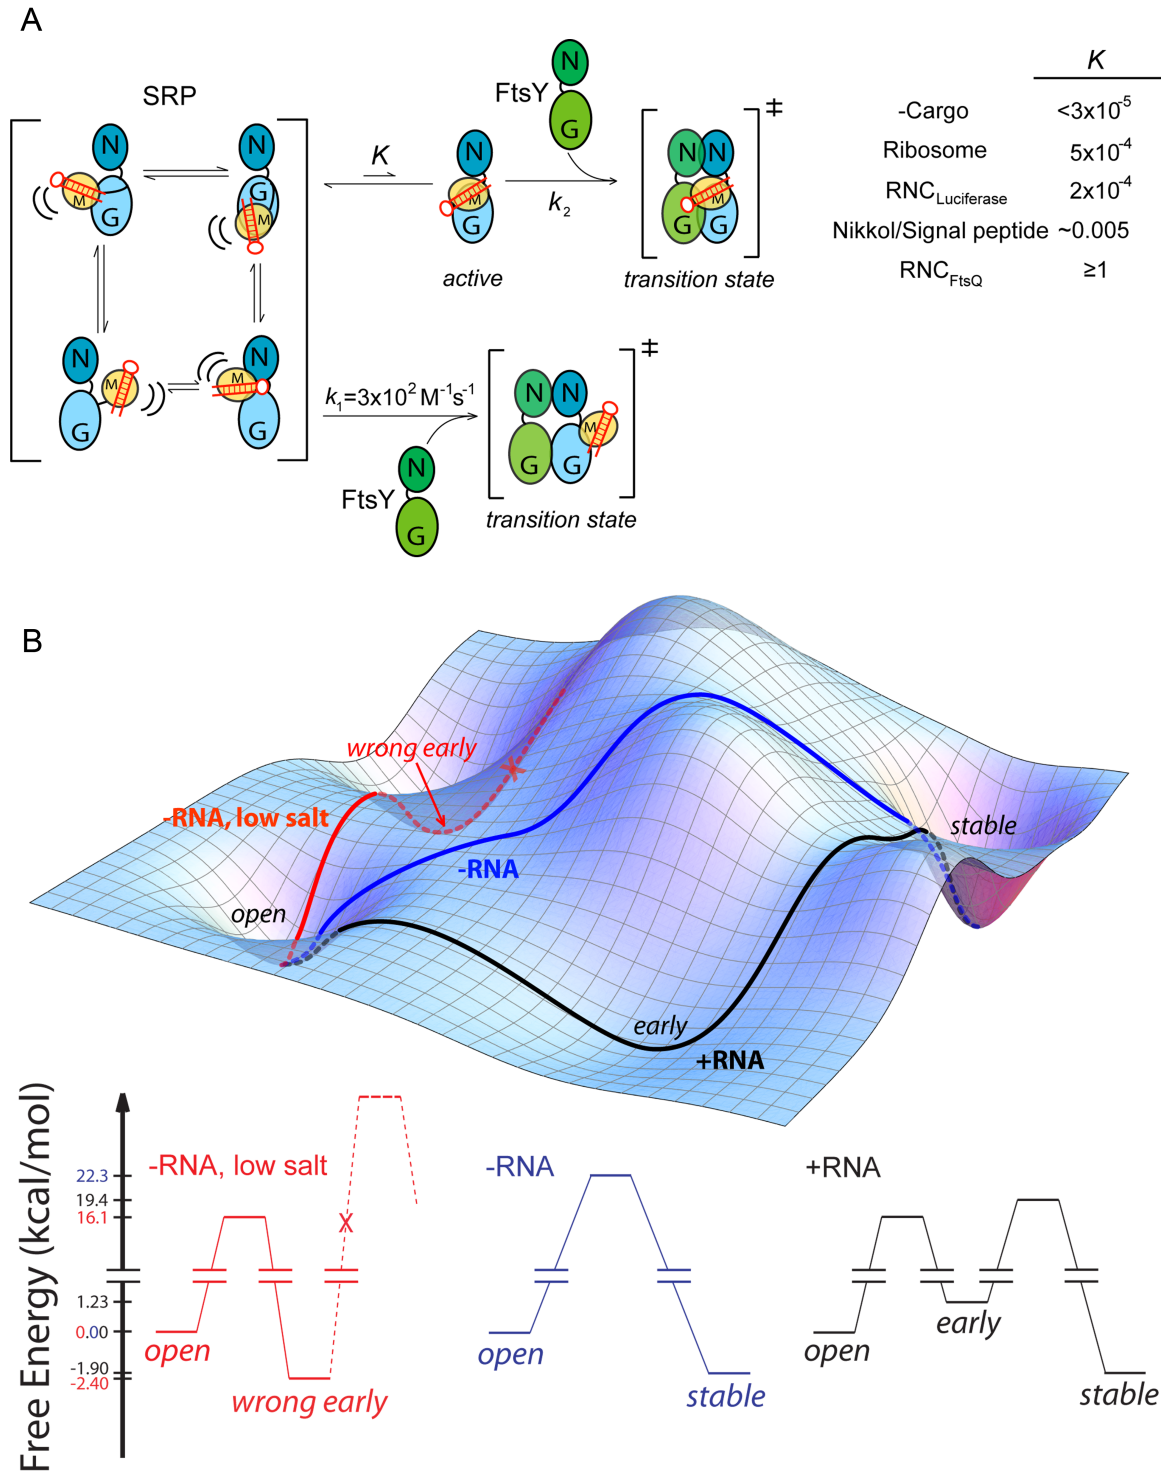 A
SRP
N
G
M
N
G
M
N
G
M
N
G
M
K
N
M
G
active
FtsY
N
G
k₂
N
N
M
G
‡
transition state
K
-Cargo <3x10⁻⁵
Ribosome 5x10⁻⁴
RNC_Luciferase 2x10⁻⁴
Nikkol/Signal peptide ~0.005
RNC_FtsQ ≥1
k₁=3x10² M⁻¹s⁻¹
FtsY
N
G
N
N
M
G
G
‡
transition state
B
wrong early
-RNA, low salt
-RNA
open
stable
early
+RNA
Free Energy (kcal/mol)
22.3
19.4
16.1
1.23
0.00
-1.90
-2.40
-RNA, low salt
X
open
wrong early
-RNA
open
stable
+RNA
open
early
stable